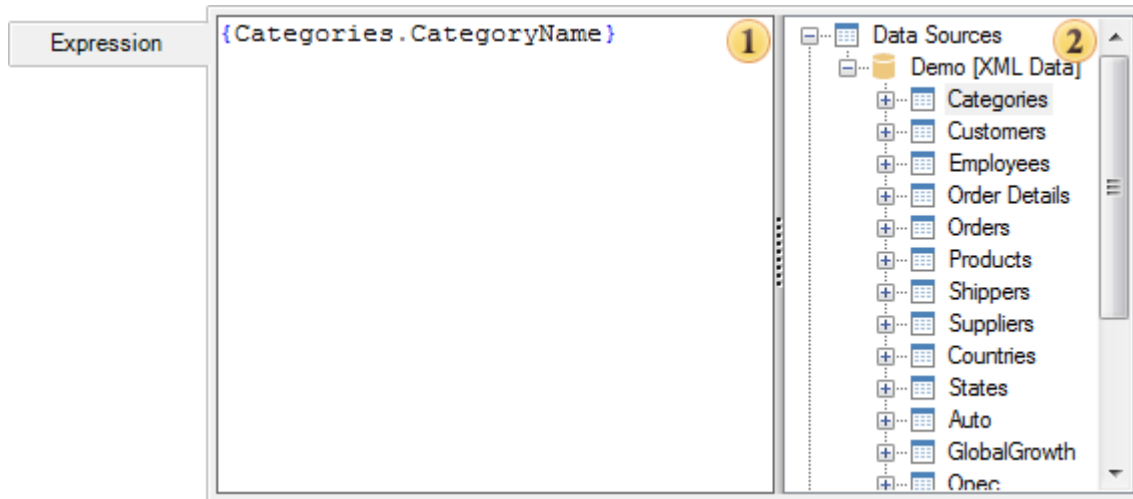 Expression
{Categories.CategoryName}
1
Data Sources
2
Demo [XML Data]
Categories
Customers
Employees
Order Details
Orders
Products
Shippers
Suppliers
Countries
States
Auto
GlobalGrowth
Opec